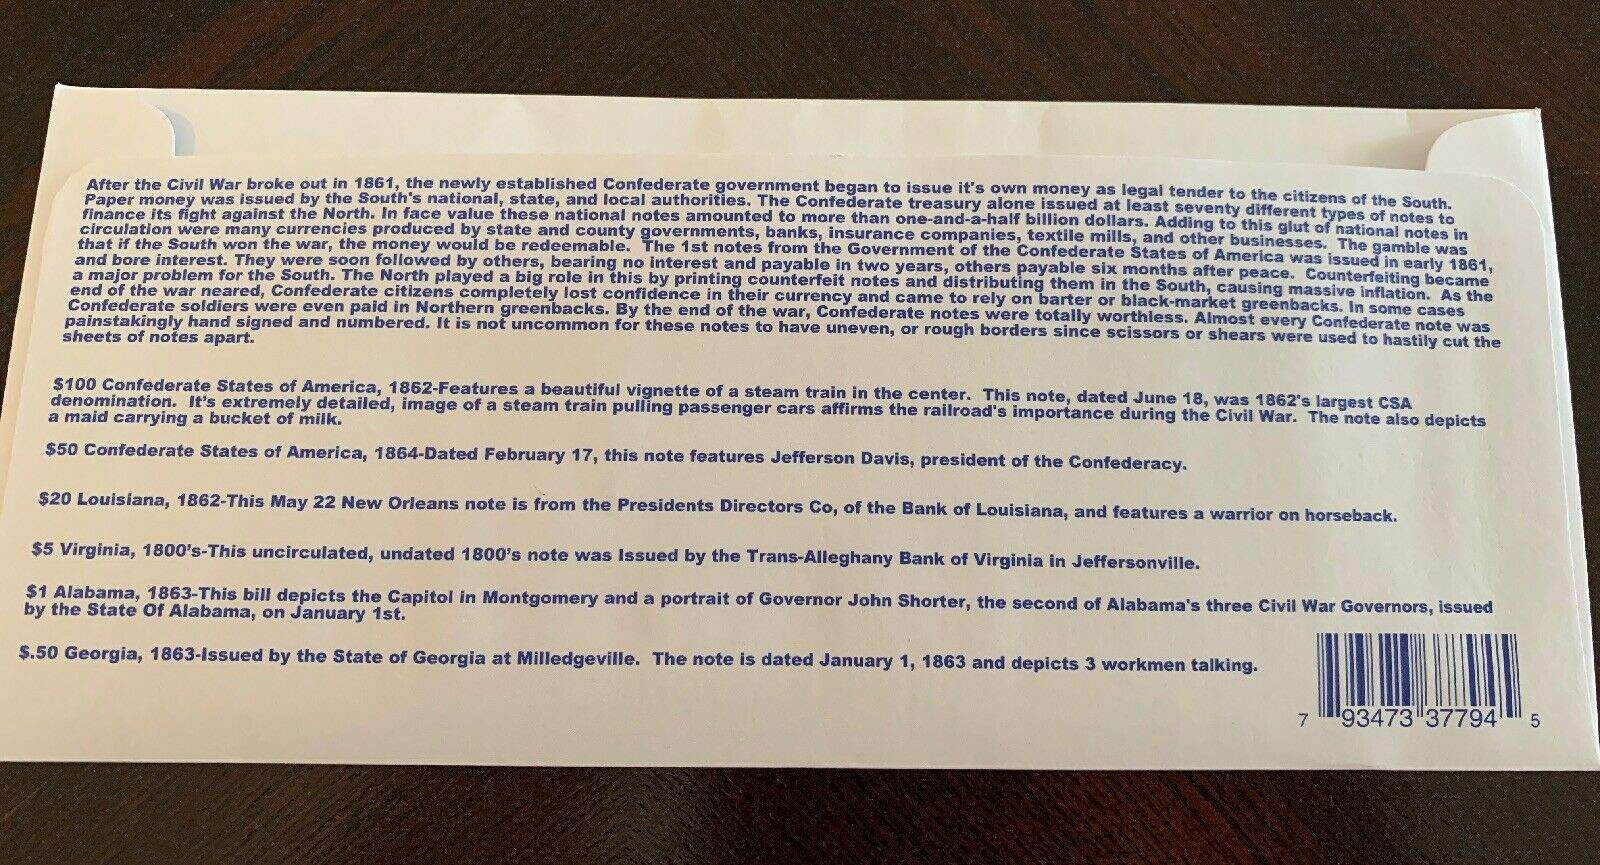 After the Civil War broke out in 1861, the newly established Confederate government began to issue it's own money as legal tender to the citizens of the South.
Paper money was issued by the South's national, state, and local authorities. The Confederate treasury alone issued at least seventy different types of notes to
finance its fight against the North. In face value these national notes amounted to more than one-and-a-half billion dollars. Adding to this glut of national notes in
circulation were many currencies produced by state and county governments, banks, insurance companies, textile mills, and other businesses. The gamble was
that if the South won the war, the money would be redeemable. The 1st notes from the Government of the Confederate States of America was issued in early 1861,
and bore interest. They were soon followed by others, bearing no interest and payable in two years, others payable six months after peace. Counterfeiting became
a major problem for the South. The North played a big role in this by printing counterfeit notes and distributing them in the South, causing massive inflation. As the
end of the war neared, Confederate citizens completely lost confidence in their currency and came to rely on barter or black-market greenbacks. In some cases
Confederate soldiers were even paid in Northern greenbacks. By the end of the war, Confederate notes were totally worthless. Almost every Confederate note was
painstakingly hand signed and numbered. It is not uncommon for these notes to have uneven, or rough borders since scissors or shears were used to hastily cut the
sheets of notes apart.
$100 Confederate States of America, 1862-Features a beautiful vignette of a steam train in the center. This note, dated June 18, was 1862's largest CSA
denomination. It's extremely detailed, image of a steam train pulling passenger cars affirms the railroad's importance during the Civil War. The note also depicts
a maid carrying a bucket of milk.
$50 Confederate States of America, 1864-Dated February 17, this note features Jefferson Davis, president of the Confederacy.
$20 Louisiana, 1862-This May 22 New Orleans note is from the Presidents Directors Co, of the Bank of Louisiana, and features a warrior on horseback.
$5 Virginia, 1800's-This uncirculated, undated 1800's note was Issued by the Trans-Alleghany Bank of Virginia in Jeffersonville.
$1 Alabama, 1863-This bill depicts the Capitol in Montgomery and a portrait of Governor John Shorter, the second of Alabama's three Civil War Governors, issued
by the State Of Alabama, on January 1st.
$.50 Georgia, 1863-Issued by the State of Georgia at Milledgeville. The note is dated January 1, 1863 and depicts 3 workmen talking.
7 93473 37794 5